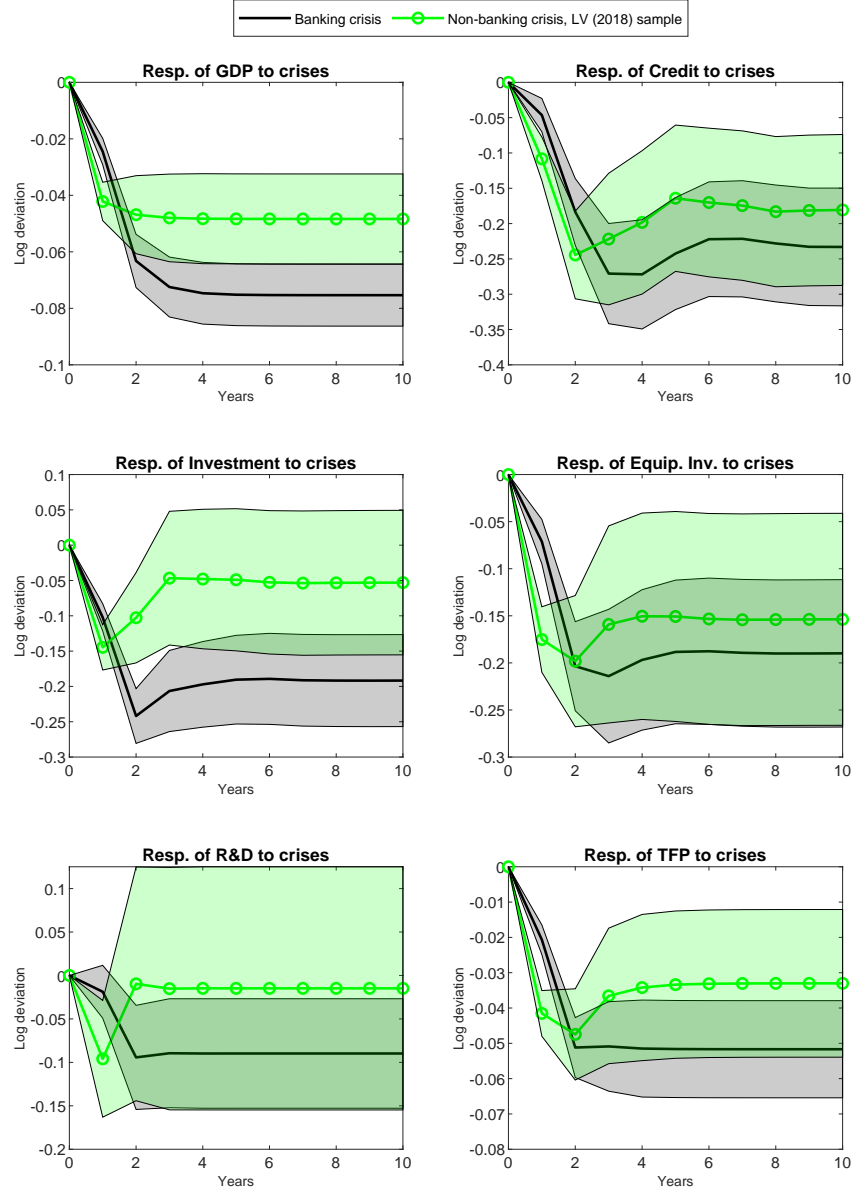 Banking crisis Non-banking crisis, LV (2018) sample
Resp. of GDP to crises
0
-0.02
-0.04
-0.06
-0.08
-0.1
Log deviation
0 2 4 6 8 10
Years
Resp. of Credit to crises
0
-0.05
-0.1
-0.15
-0.2
-0.25
-0.3
-0.35
-0.4
Log deviation
0 2 4 6 8 10
Years
Resp. of Investment to crises
0.1
0.05
0
-0.05
-0.1
-0.15
-0.2
-0.25
-0.3
Log deviation
0 2 4 6 8 10
Years
Resp. of Equip. Inv. to crises
0
-0.05
-0.1
-0.15
-0.2
-0.25
-0.3
Log deviation
0 2 4 6 8 10
Years
Resp. of R&D to crises
0.1
0.05
0
-0.05
-0.1
-0.15
-0.2
Log deviation
0 2 4 6 8 10
Years
Resp. of TFP to crises
0
-0.01
-0.02
-0.03
-0.04
-0.05
-0.06
-0.07
-0.08
Log deviation
0 2 4 6 8 10
Years